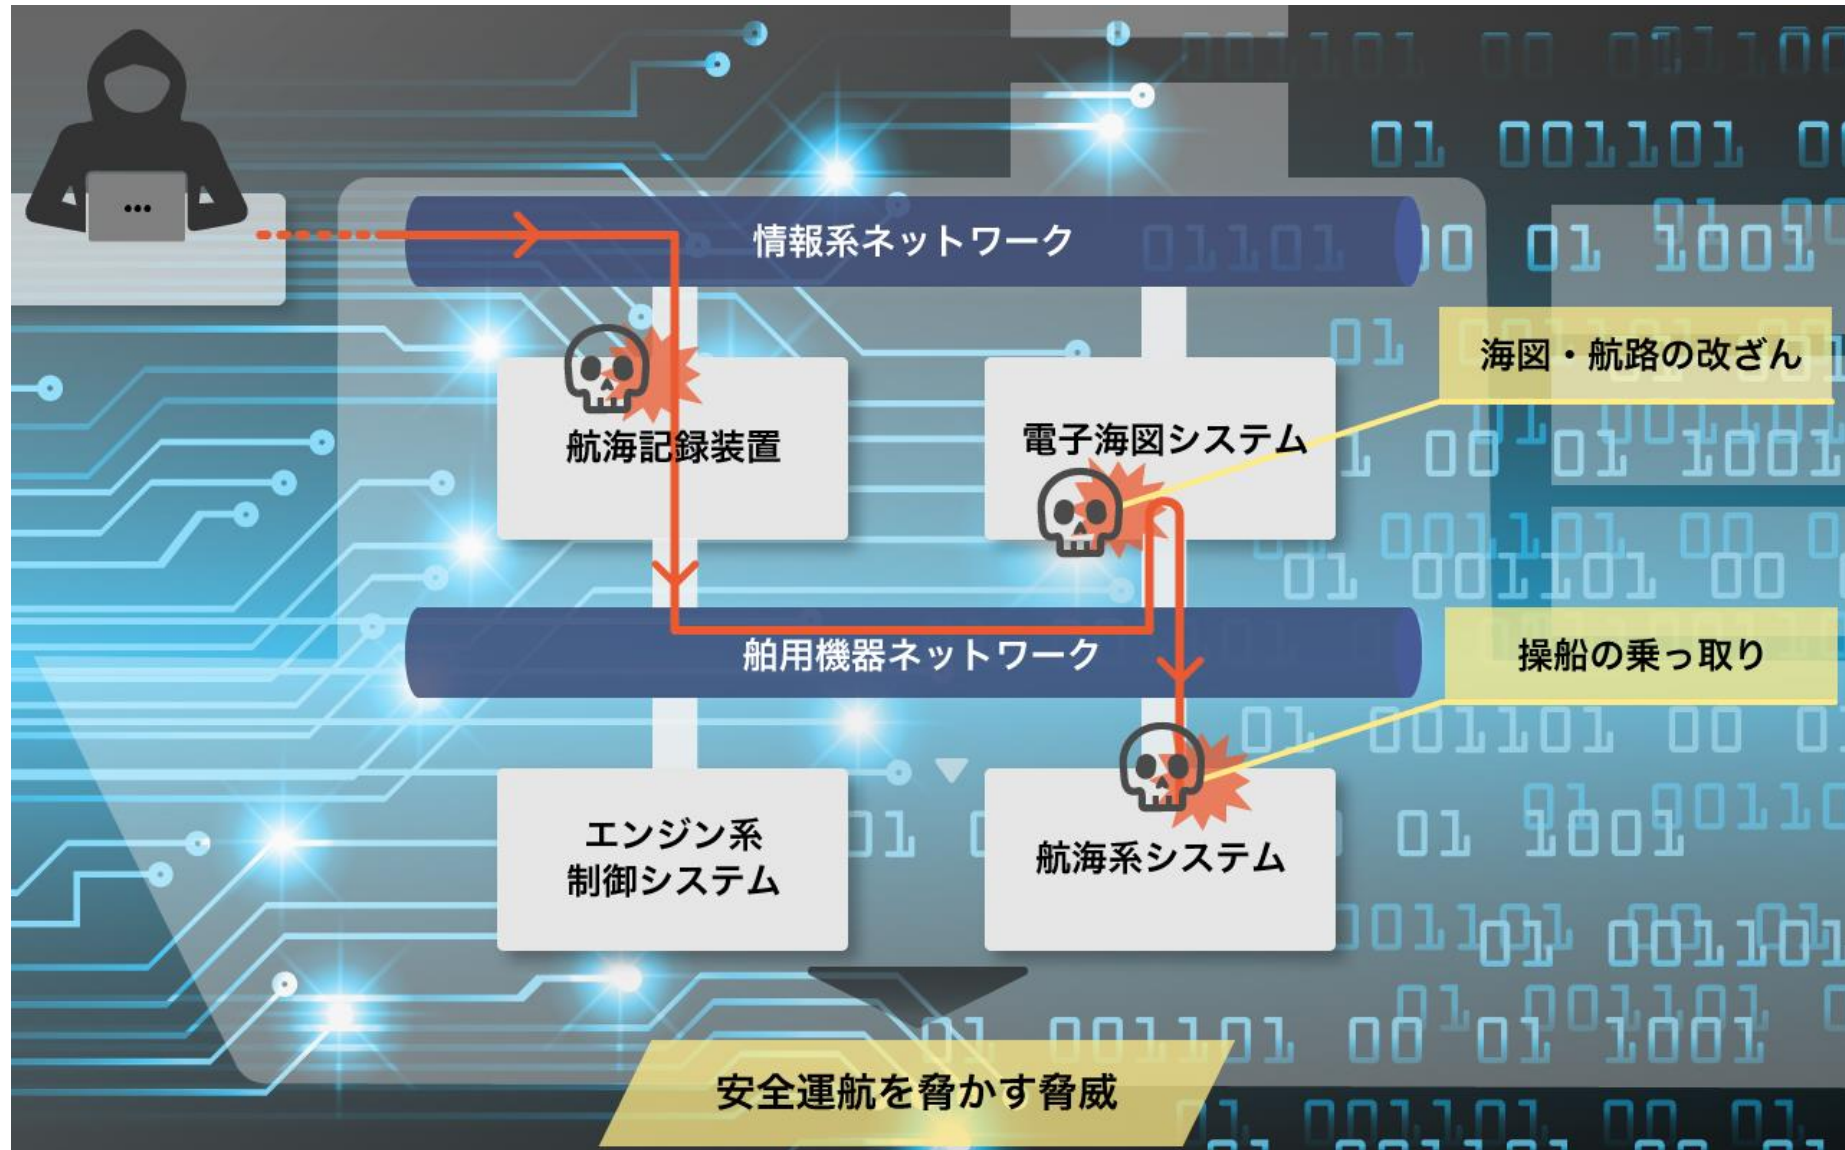 情報系ネットワーク
海図・航路の改ざん
航海記録装置
電子海図システム
舶用機器ネットワーク
操船の乗っ取り
エンジン系
制御システム
航海系システム
安全運航を脅かす脅威